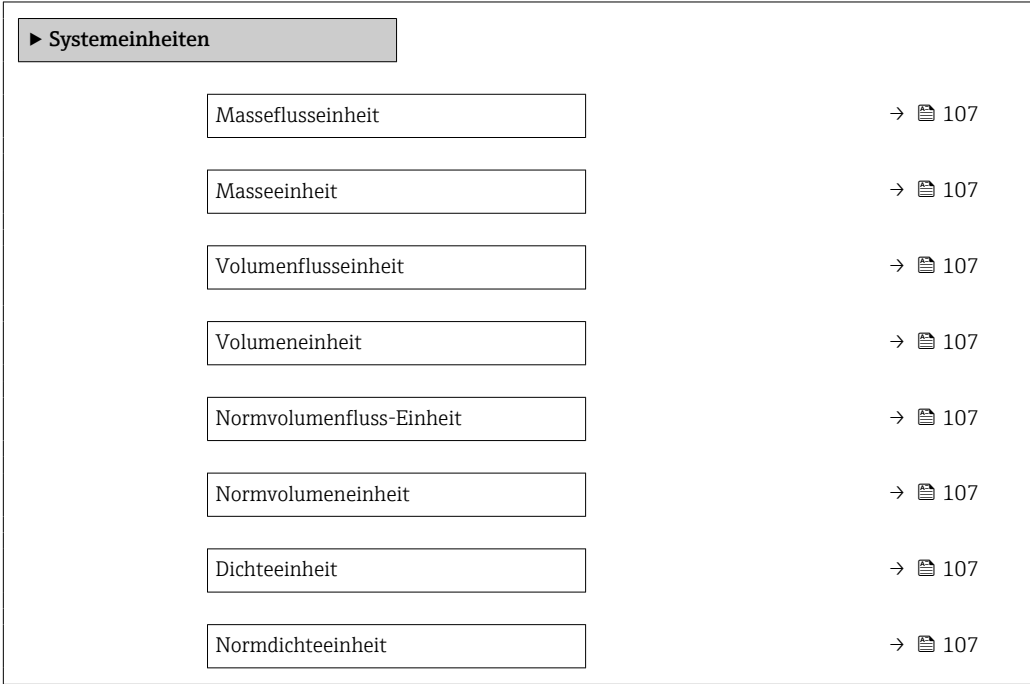 ► Systemeinheiten
Masseflusseinheit → 107
Masseeinheit → 107
Volumenflusseinheit → 107
Volumeneinheit → 107
Normvolumenfluss-Einheit → 107
Normvolumeneinheit → 107
Dichteeinheit → 107
Normdichteeinheit → 107